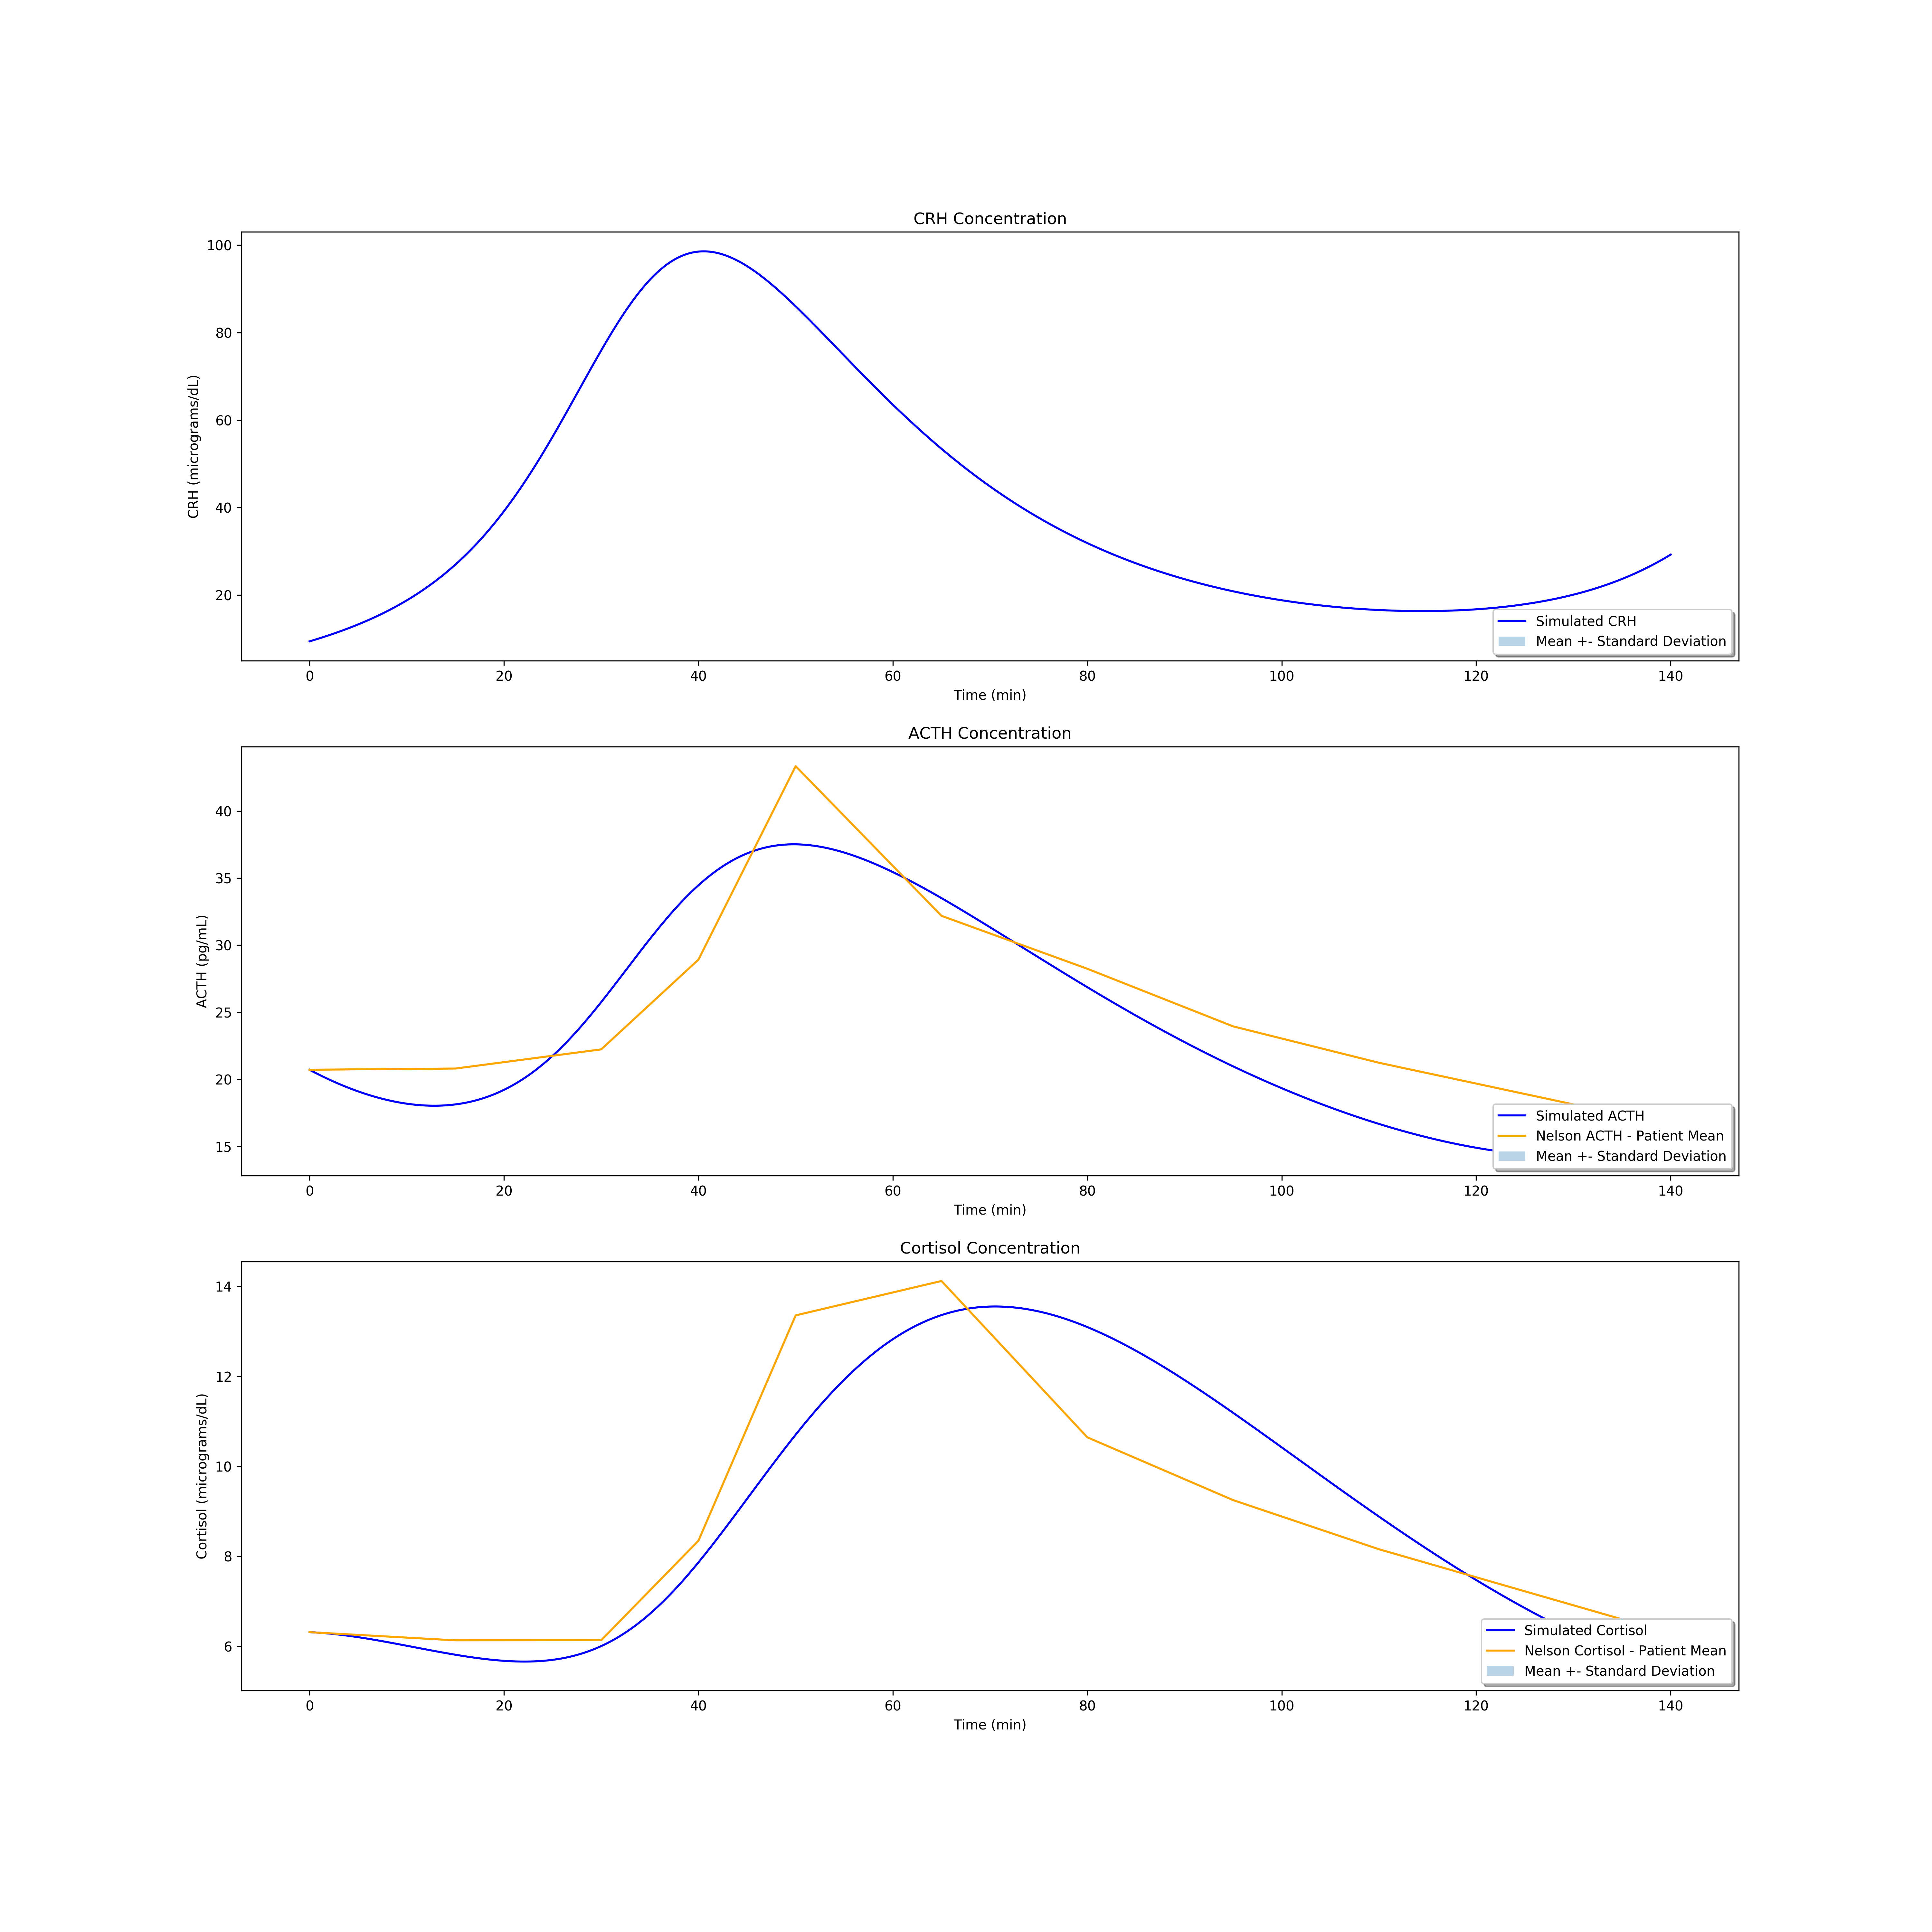 CRH Concentration
100
80
60
40
20
CRH (micrograms/dL)
0 20 40 60 80 100 120 140
Time (min)
Simulated CRH
Mean +- Standard Deviation
ACTH Concentration
40
35
30
25
20
15
ACTH (pg/mL)
0 20 40 60 80 100 120 140
Time (min)
Simulated ACTH
Nelson ACTH - Patient Mean
Mean +- Standard Deviation
Cortisol Concentration
14
12
10
8
6
Cortisol (micrograms/dL)
0 20 40 60 80 100 120 140
Time (min)
Simulated Cortisol
Nelson Cortisol - Patient Mean
Mean +- Standard Deviation